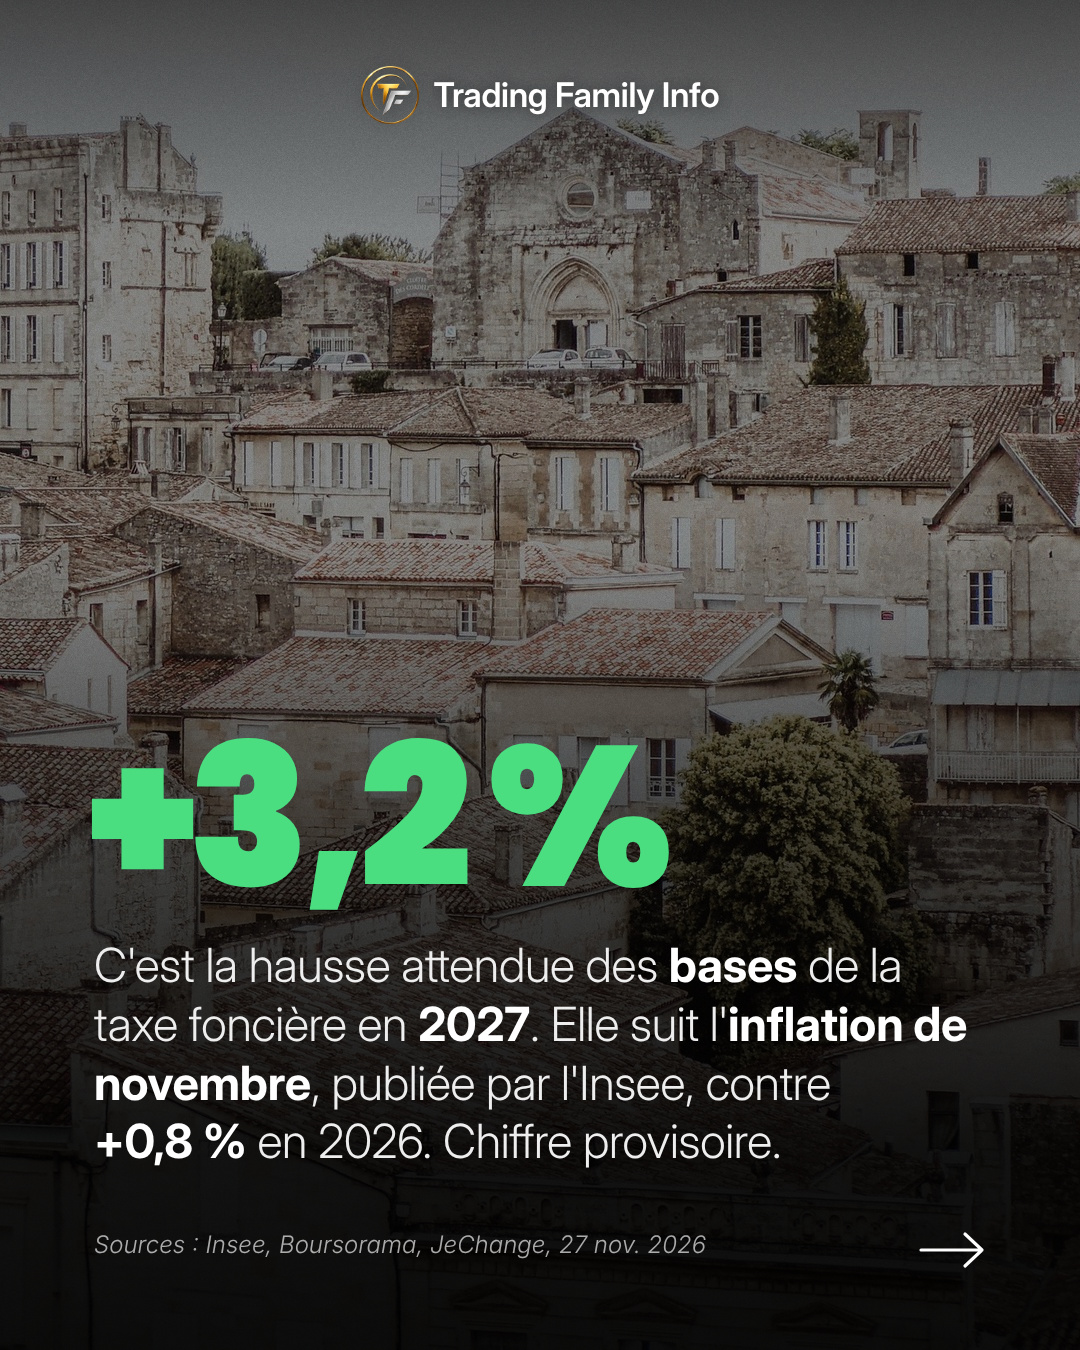 Trading Family Info
+3,2 %
C'est la hausse attendue des bases de la
taxe foncière en 2027. Elle suit l'inflation de
novembre, publiée par l'Insee, contre
+0,8 % en 2026. Chiffre provisoire.
Sources : Insee, Boursorama, JeChange, 27 nov. 2026